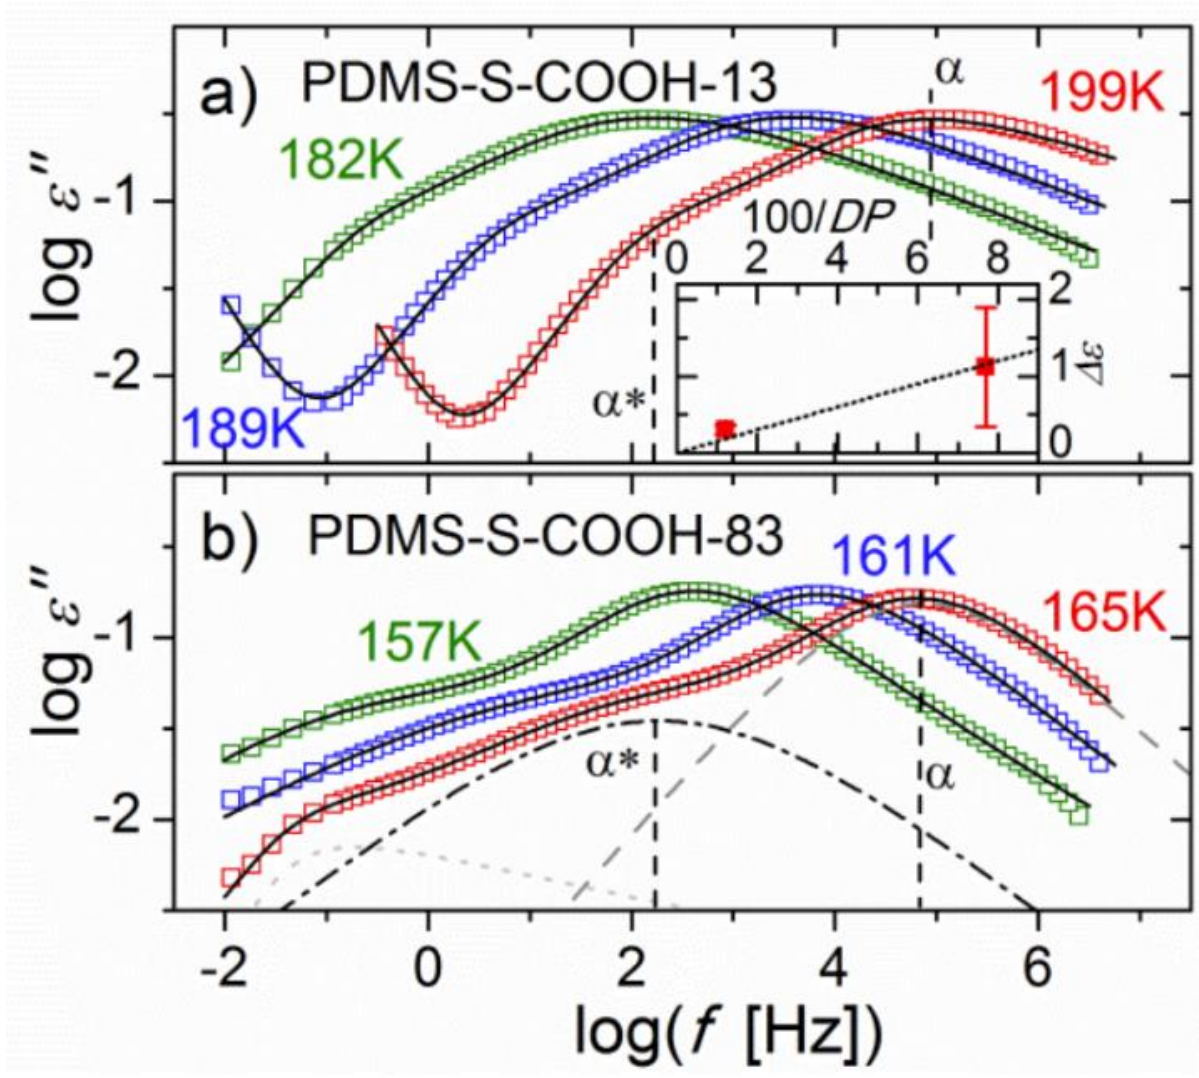 a) PDMS-S-COOH-13
α
199K
182K
-1
log ε″
100/DP
0 2 4 6 8
2
1
0
Δε
-2
α*
189K
b) PDMS-S-COOH-83
161K
165K
157K
-1
log ε″
α*
α
-2
-2 0 2 4 6
log(f [Hz])